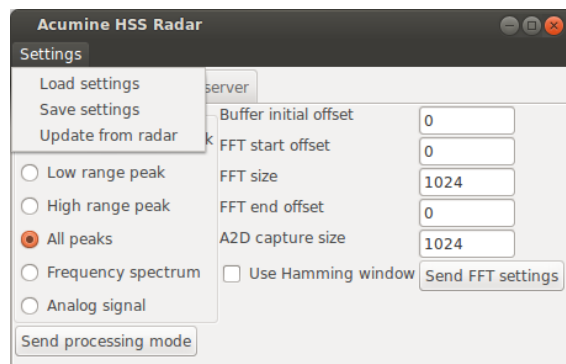 Acumine HSS Radar
Settings
Load settings
Save settings
Update from radar
Buffer initial offset 0
FFT start offset 0
Low range peak
FFT size 1024
High range peak
FFT end offset 0
All peaks
A2D capture size 1024
Frequency spectrum
Use Hamming window Send FFT settings
Analog signal
Send processing mode